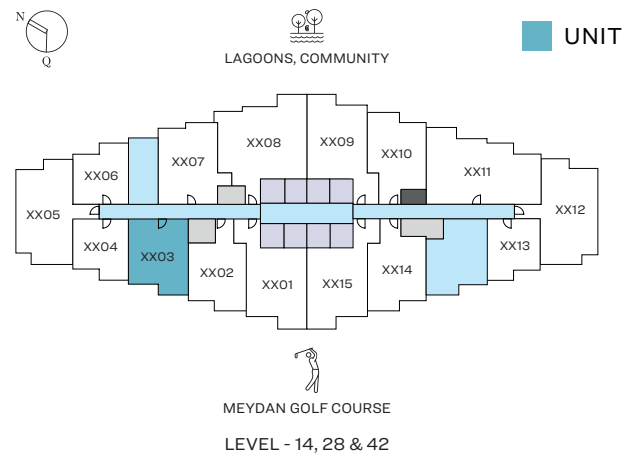 N
Q
LAGOONS, COMMUNITY
UNIT
XX08
XX09
XX07
XX10
XX06
XX11
XX05
XX12
XX04
XX03
XX02
XX01
XX15
XX14
XX13
MEYDAN GOLF COURSE
LEVEL - 14, 28 & 42